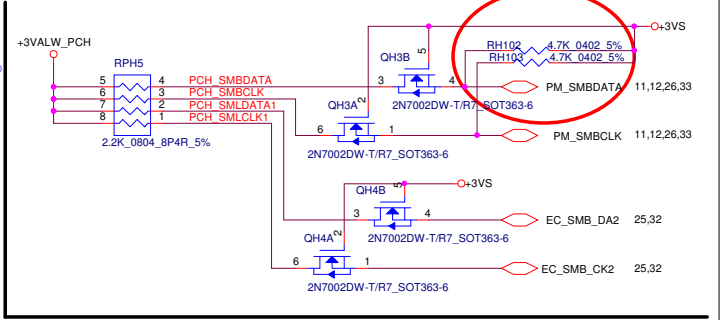 +3VS
+3VALW_PCH
RPH5
QH3B
5
RH102 4.7K_0402_5%
RH103 4.7K_0402_5%
5 4 PCH_SMBDATA 3 4 PM_SMBDATA 11,12,26,33
6 3 PCH_SMBCLK
7 2 PCH_SMLDATA1
8 1 PCH_SMLCLK1
QH3A 2
2N7002DW-T/R7_SOT363-6
6 1 PM_SMBCLK 11,12,26,33
2.2K_0804_8P4R_5%
2N7002DW-T/R7_SOT363-6
+3VS
QH4B 5
3 4 EC_SMB_DA2 25,32
QH4A 2
2N7002DW-T/R7_SOT363-6
6 1 EC_SMB_CK2 25,32
2N7002DW-T/R7_SOT363-6